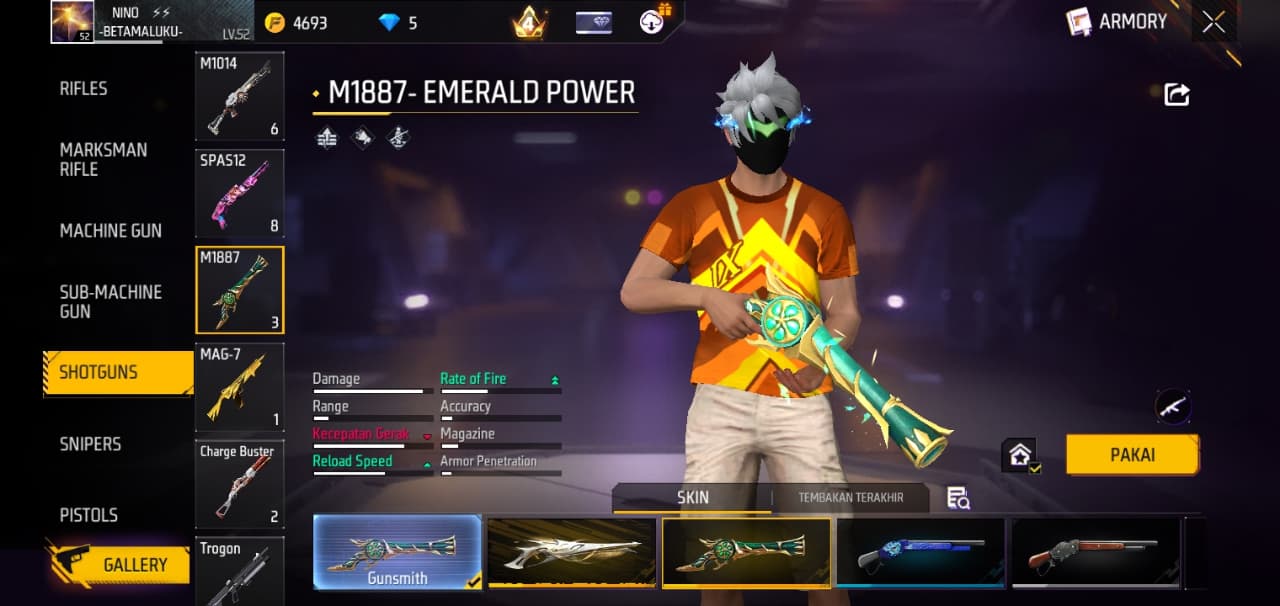 NINO ⚡⚡
-BETAMALUKU-
52
LV.52
4693
5
4
ARMORY
RIFLES
MARKSMAN
RIFLE
MACHINE GUN
SUB-MACHINE
GUN
SHOTGUNS
SNIPERS
PISTOLS
GALLERY
M1014
6
SPAS12
8
M1887
3
MAG-7
1
Charge Buster
2
Trogon
M1887- EMERALD POWER
IX
Damage
Rate of Fire
Range
Accuracy
Kecepatan Gerak
Magazine
Reload Speed
Armor Penetration
PAKAI
SKIN
TEMBAKAN TERAKHIR
Gunsmith